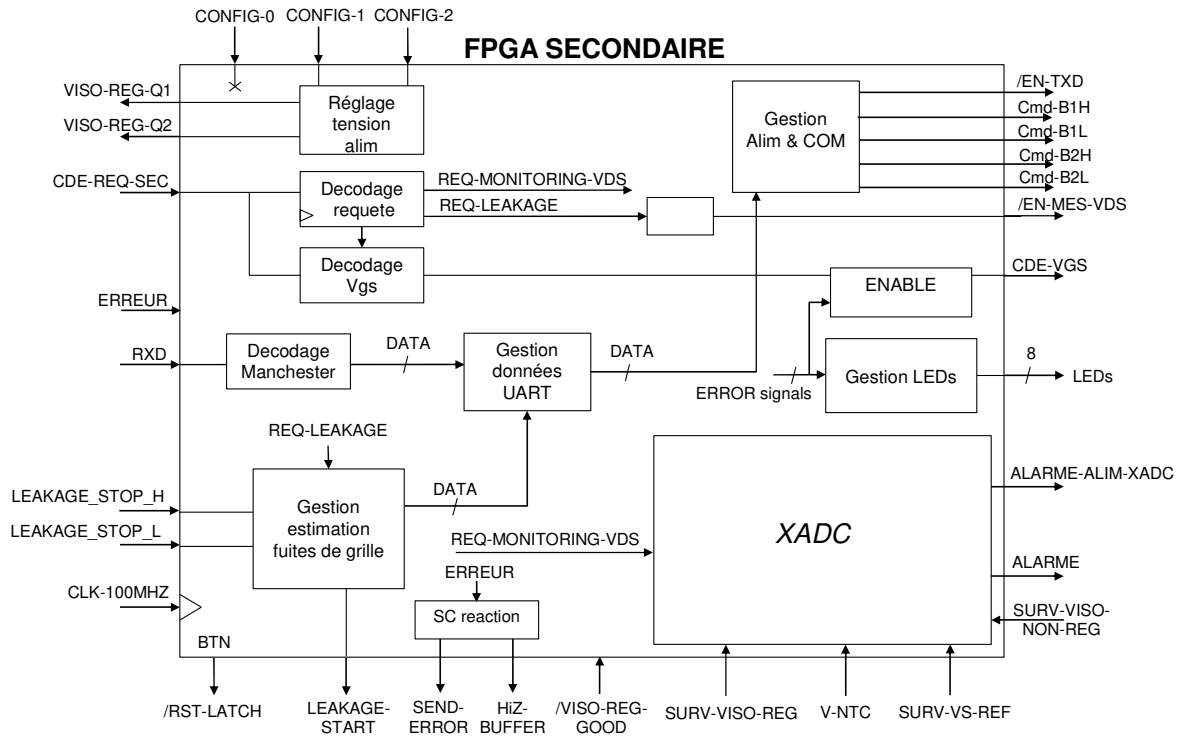 CONFIG-0
CONFIG-1
CONFIG-2
FPGA SECONDAIRE
VISO-REG-Q1
VISO-REG-Q2
Réglage
tension
alim
Gestion
Alim & COM
/EN-TXD
Cmd-B1H
Cmd-B1L
Cmd-B2H
Cmd-B2L
CDE-REQ-SEC
Decodage
requete
REQ-MONITORING-VDS
REQ-LEAKAGE
/EN-MES-VDS
Decodage
Vgs
ENABLE
CDE-VGS
ERREUR
RXD
Decodage
Manchester
DATA
Gestion
données
UART
DATA
ERROR signals
Gestion LEDs
8
LEDs
REQ-LEAKAGE
LEAKAGE_STOP_H
LEAKAGE_STOP_L
Gestion
estimation
fuites de grille
DATA
REQ-MONITORING-VDS
XADC
ALARME-ALIM-XADC
ALARME
SURV-VISO-
NON-REG
CLK-100MHZ
ERREUR
SC reaction
BTN
/RST-LATCH
LEAKAGE-
START
SEND-
ERROR
HiZ-
BUFFER
/VISO-REG-
GOOD
SURV-VISO-REG
V-NTC
SURV-VS-REF